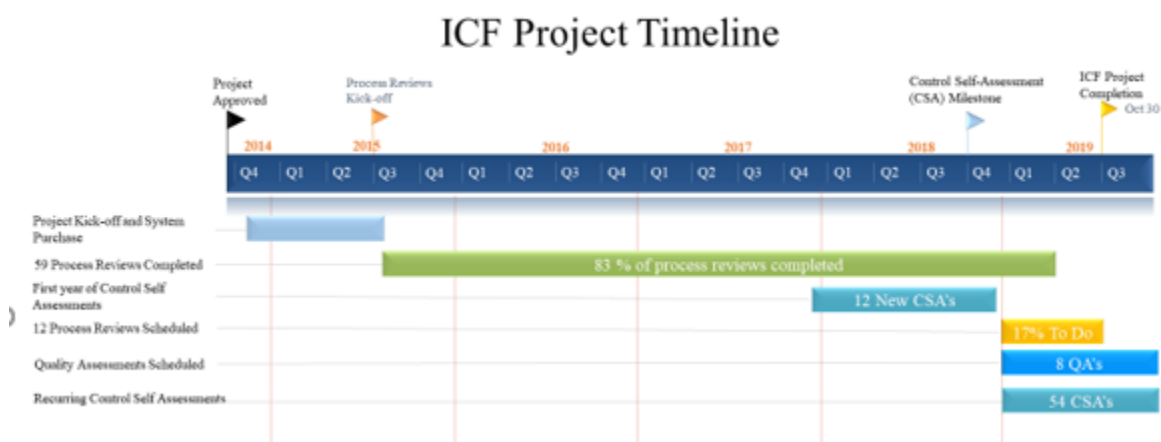 ICF Project Timeline
Project
Approved
Process Reviews
Kick-off
Control Self-Assessment
(CSA) Milestone
ICF Project
Completion
Oct 30
2014 2015 2016 2017 2018 2019
Q4 Q1 Q2 Q3 Q4 Q1 Q2 Q3 Q4 Q1 Q2 Q3 Q4 Q1 Q2 Q3 Q4 Q1 Q2 Q3
Project Kick-off and System
Purchase
59 Process Reviews Completed
83 % of process reviews completed
First year of Control Self
Assessments
12 New CSA's
12 Process Reviews Scheduled
17% To Do
Quality Assessments Scheduled
8 QA's
Recurring Control Self Assessments
54 CSA's